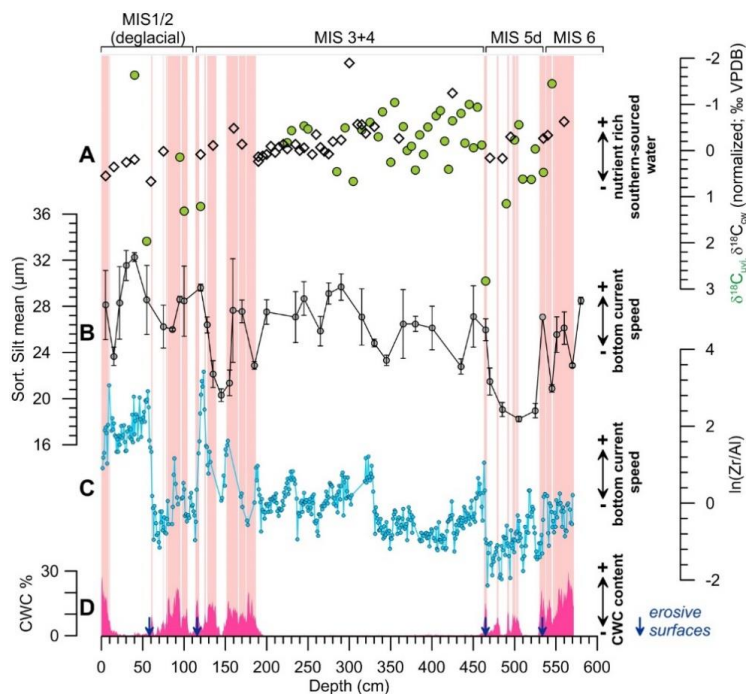 MIS1/2
(deglacial)
MIS 3+4
MIS 5d
MIS 6
A
+
-
nutrient rich
southern-sourced
water
-2
-1
0
1
2
3
δ18Cuvi, δ18Ccw (normalized; ‰ VPDB)
36
32
28
24
20
16
Sort. Silt mean (µm)
B
+
-
bottom current
speed
4
2
0
-2
ln(Zr/Al)
C
+
-
bottom current
speed
30
0
CWC %
D
+
-
CWC content
erosive
surfaces
0 50 100 150 200 250 300 350 400 450 500 550 600
Depth (cm)